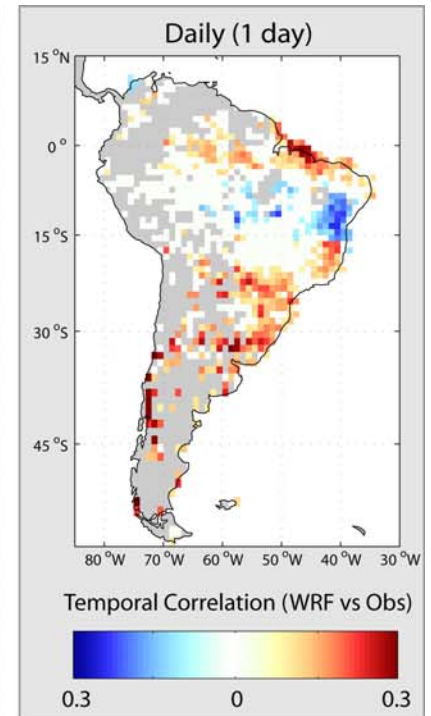 Daily (1 day)
15 °N
0°
15 °S
30 °S
45 °S
80 °W 70 °W 60 °W 50 °W 40 °W 30 °W
Temporal Correlation (WRF vs Obs)
0.3 0 0.3